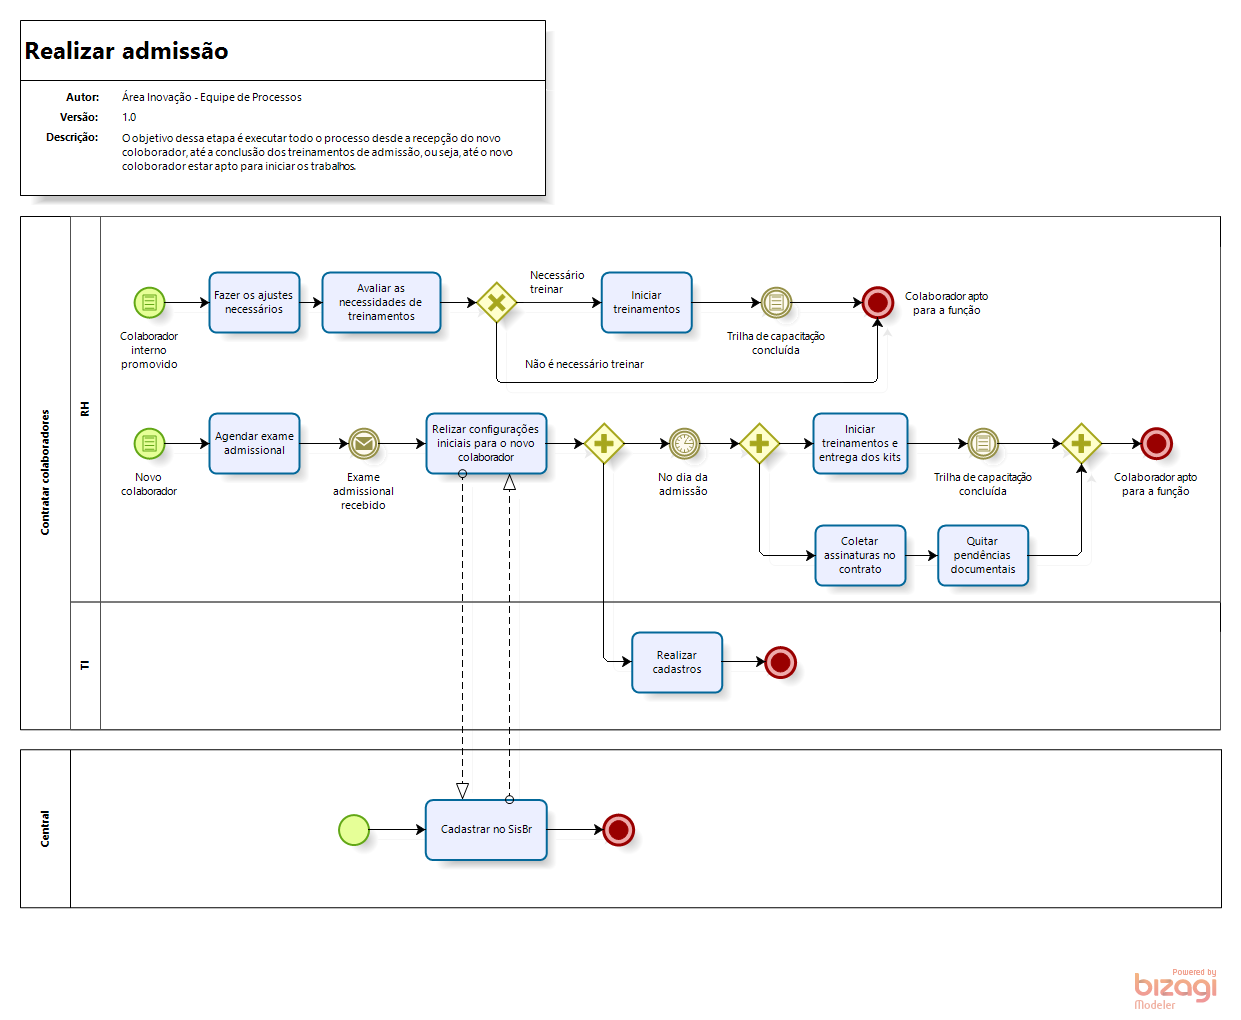 Realizar admissão
Autor: Área Inovação - Equipe de Processos
Versão: 1.0
Descrição: O objetivo dessa etapa é executar todo o processo desde a recepção do novo
coloborador, até a conclusão dos treinamentos de admissão, ou seja, até o novo
coloborador estar apto para iniciar os trabalhos.
Contratar colaboradores
RH
Colaborador
interno
promovido
Fazer os ajustes
necessários
Avaliar as
necessidades de
treinamentos
Necessário
treinar
Não é necessário treinar
Iniciar
treinamentos
Trilha de capacitação
concluída
Colaborador apto
para a função
Novo
colaborador
Agendar exame
admissional
Exame
admissional
recebido
Relizar configurações
iniciais para o novo
colaborador
No dia da
admissão
Iniciar
treinamentos e
entrega dos kits
Trilha de capacitação
concluída
Colaborador apto
para a função
Coletar
assinaturas no
contrato
Quitar
pendências
documentais
TI
Realizar
cadastros
Central
Cadastrar no SisBr
Powered by
bizagi
Modeler